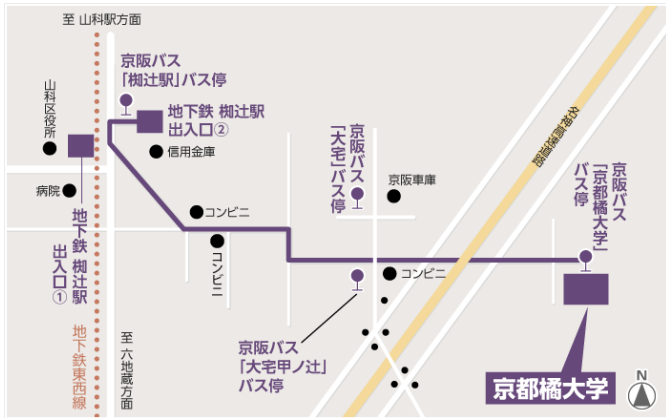 至 山科駅方面
京阪バス
「椥辻駅」バス停
地下鉄 椥辻駅
出入口②
山科区役所
信用金庫
病院
地下鉄 椥辻駅
出入口①
コンビニ
コンビニ
京阪バス
「大宅」
バス停
京阪車庫
名神高速道路
京阪バス
「京都橘大学」
バス停
コンビニ
京阪バス
「大宅甲ノ辻」
バス停
地下鉄東西線
至 六地蔵方面
京都橘大学
N